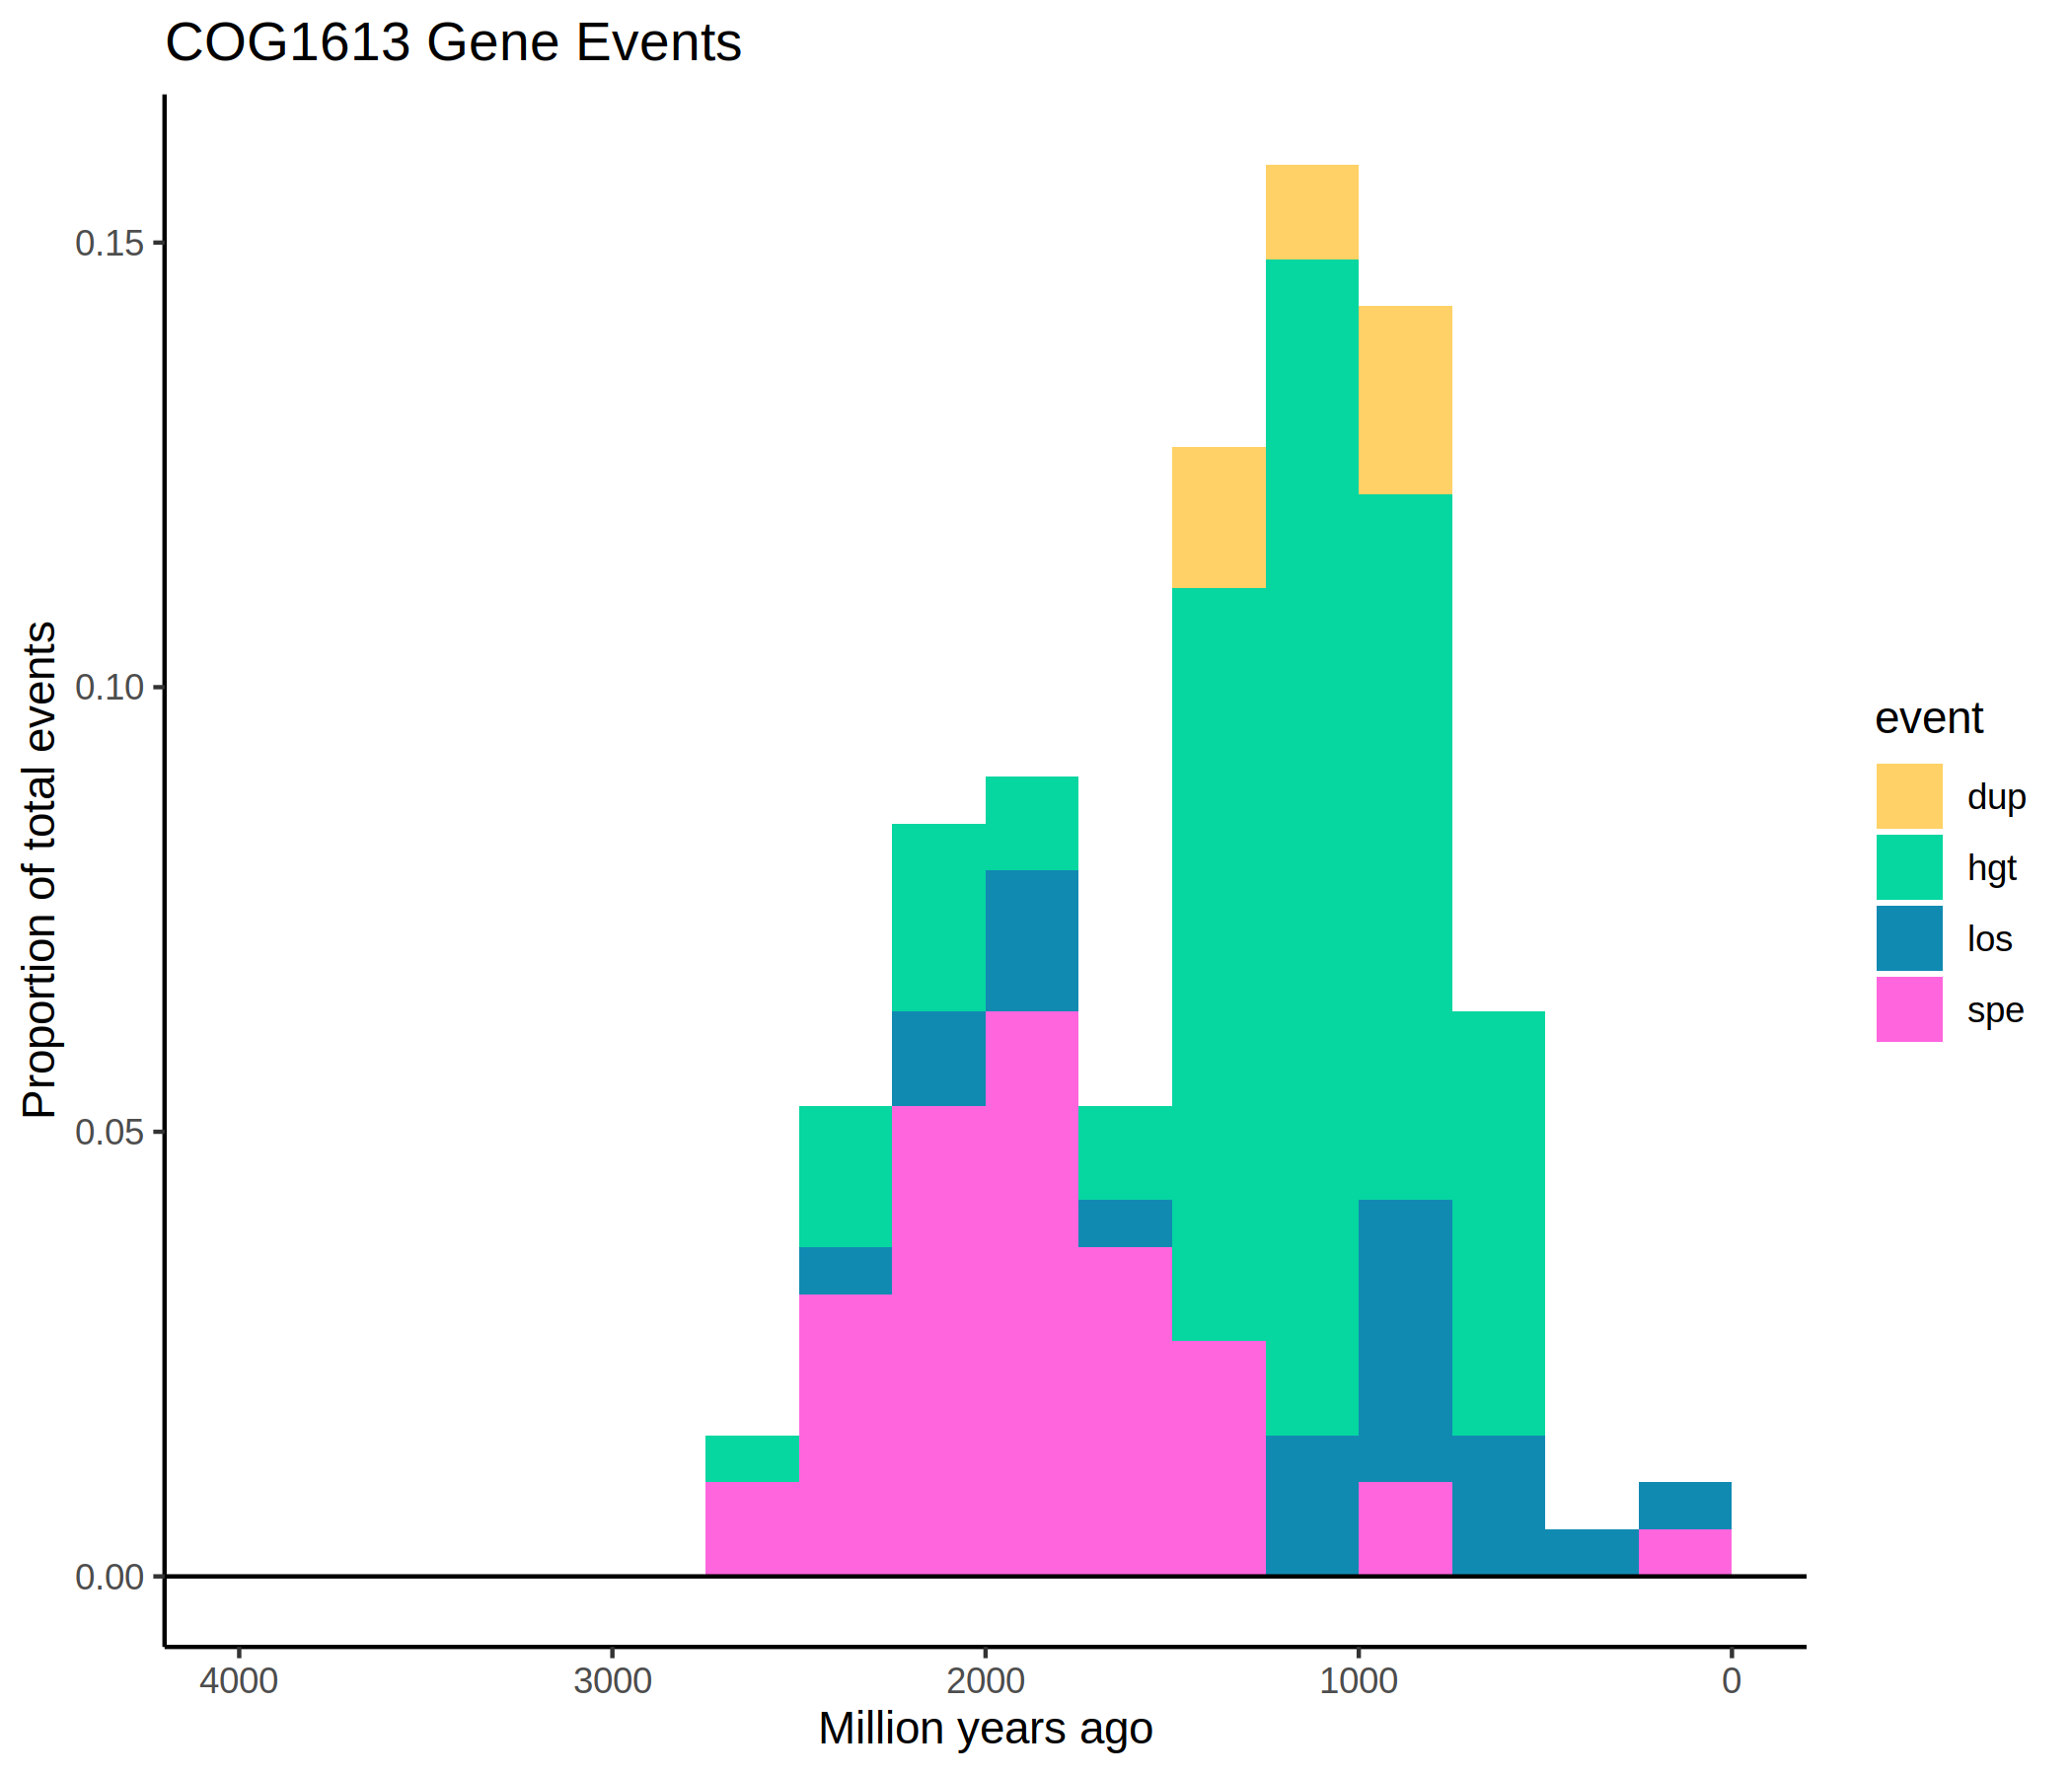 COG1613 Gene Events
Proportion of total events
0.15
0.10
0.05
0.00
4000 3000 2000 1000 0
Million years ago
event
dup
hgt
los
spe